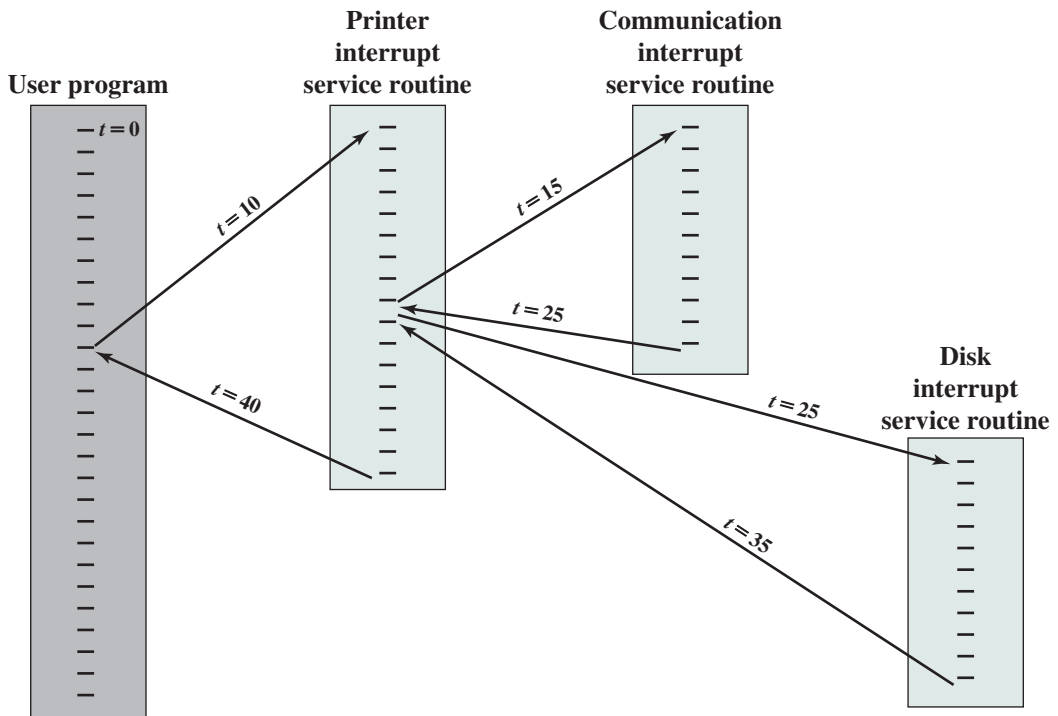 Printer
interrupt
service routine
Communication
interrupt
service routine
User program
t = 0
t = 10
t = 15
t = 25
t = 40
t = 25
Disk
interrupt
service routine
t = 35